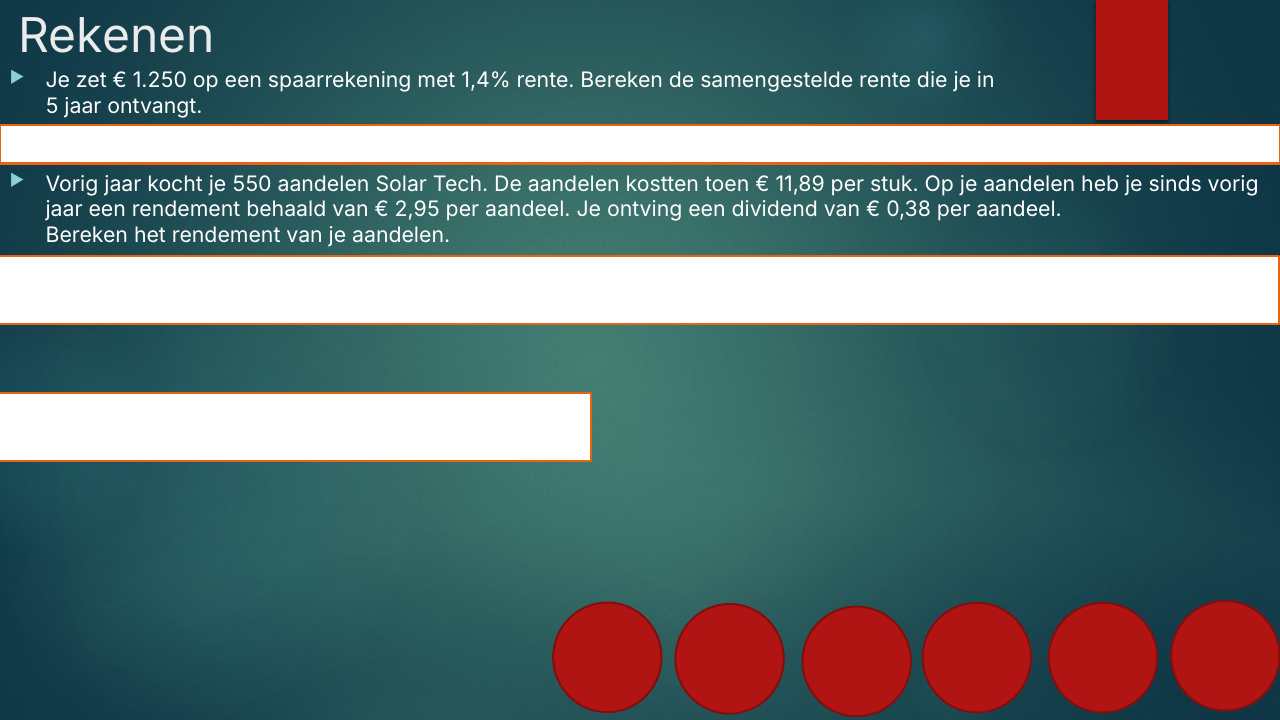 Rekenen
Je zet € 1.250 op een spaarrekening met 1,4% rente. Bereken de samengestelde rente die je in
5 jaar ontvangt.
Vorig jaar kocht je 550 aandelen Solar Tech. De aandelen kostten toen € 11,89 per stuk. Op je aandelen heb je sinds vorig
jaar een rendement behaald van € 2,95 per aandeel. Je ontving een dividend van € 0,38 per aandeel.
Bereken het rendement van je aandelen.